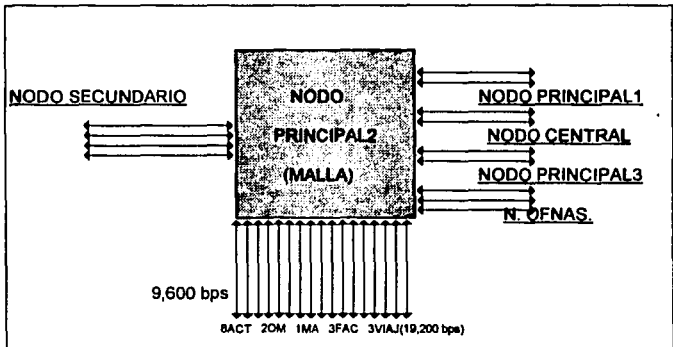 NODO SECUNDARIO
NODO
PRINCIPAL2
(MALLA)
NODO PRINCIPAL1
NODO CENTRAL
NODO PRINCIPAL3
N. OFNAS.
9,600 bps
8ACT 2OM 1MA 3FAC 3VIAJ(19,200 bps)